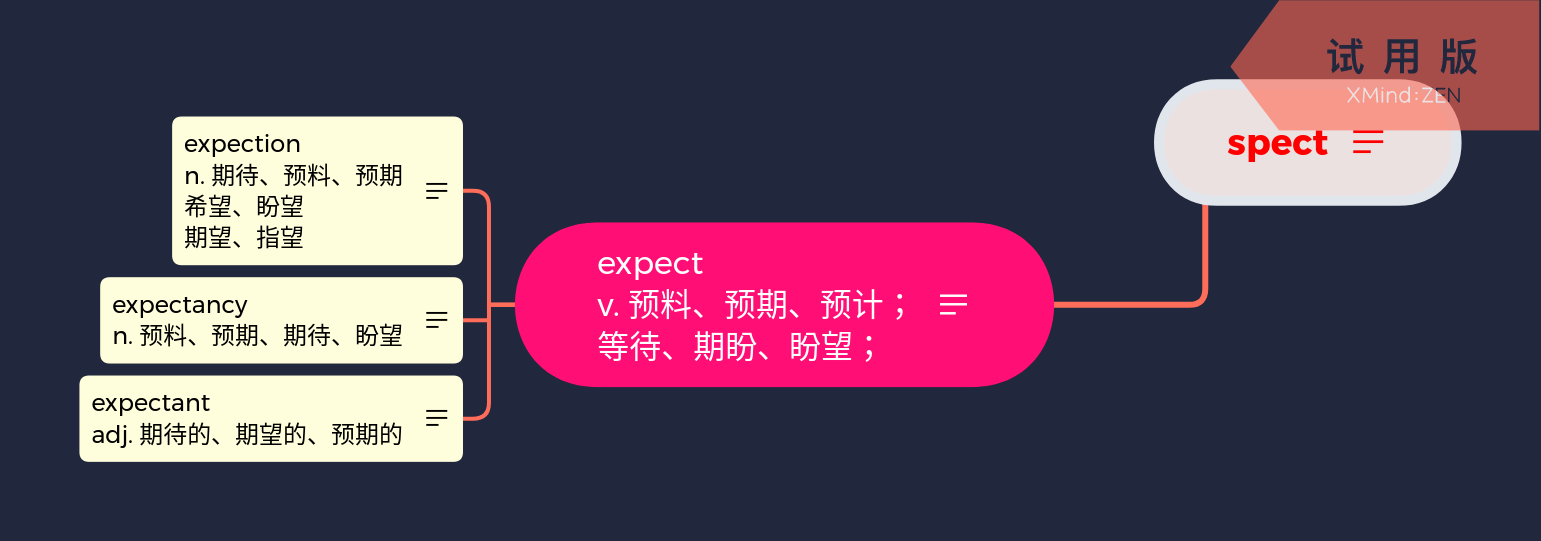 试用版
XMind:ZEN
spect
expect
v. 预料、预期、预计；
等待、期盼、盼望；
expection
n. 期待、预料、预期
希望、盼望
期望、指望
expectancy
n. 预料、预期、期待、盼望
expectant
adj. 期待的、期望的、预期的